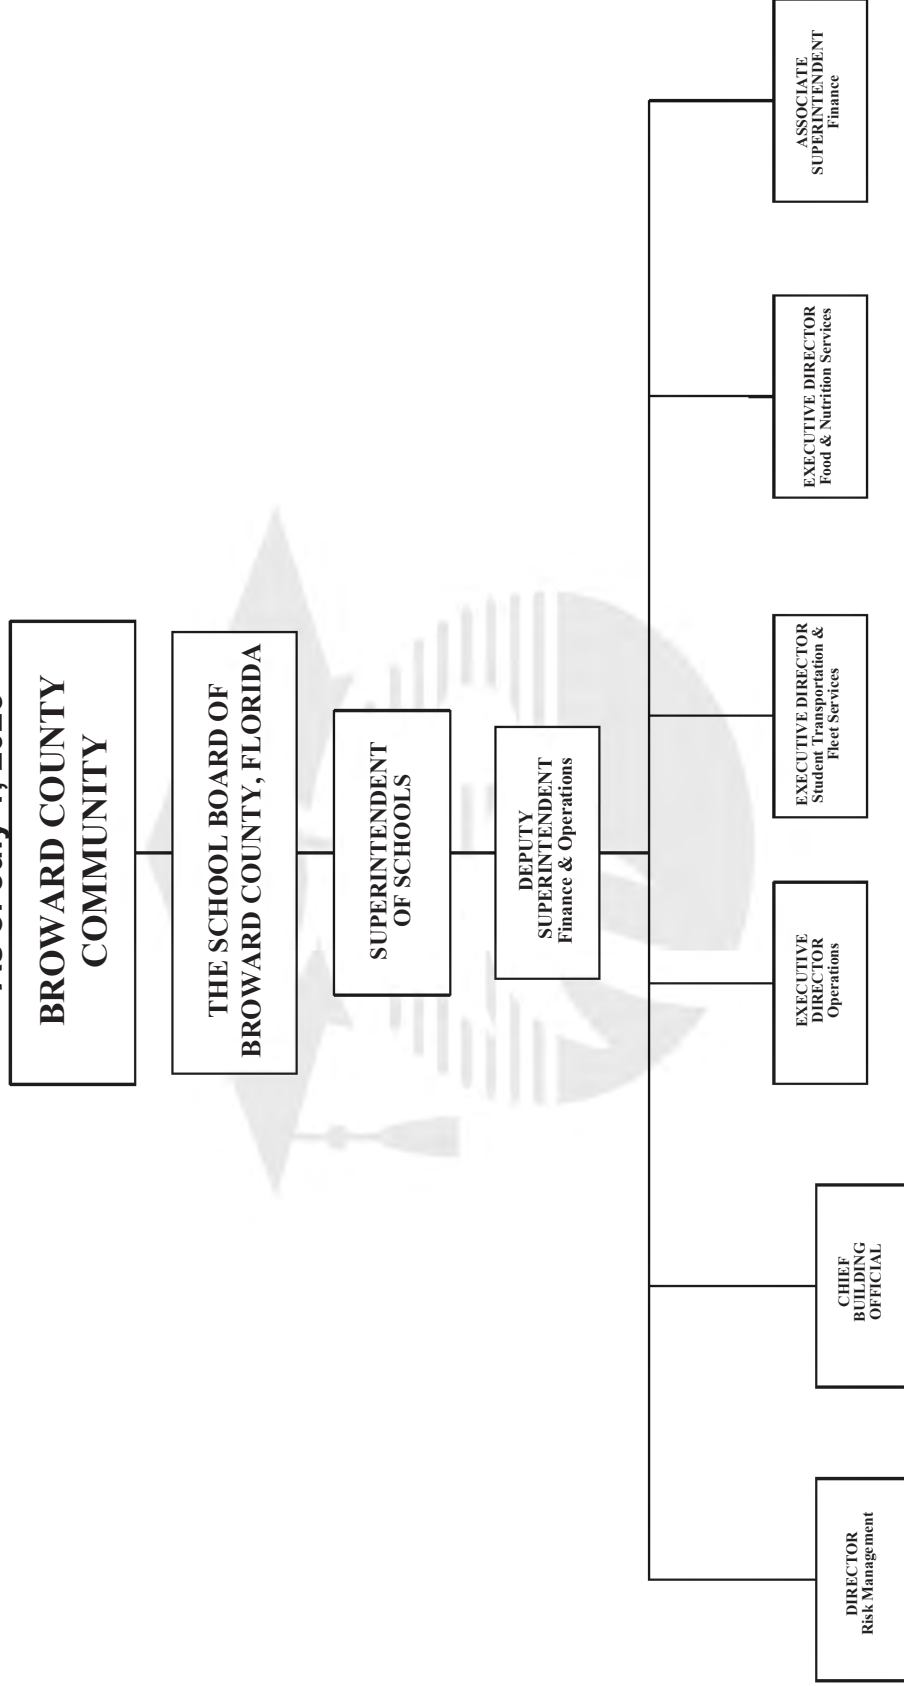 BROWARD COUNTY
COMMUNITY
THE SCHOOL BOARD OF
BROWARD COUNTY, FLORIDA
SUPERINTENDENT
OF SCHOOLS
DEPUTY
SUPERINTENDENT
Finance & Operations
DIRECTOR
Risk Management
CHIEF
BUILDING
OFFICIAL
EXECUTIVE
DIRECTOR
Operations
EXECUTIVE DIRECTOR
Student Transportation &
Fleet Services
EXECUTIVE DIRECTOR
Food & Nutrition Services
ASSOCIATE
SUPERINTENDENT
Finance